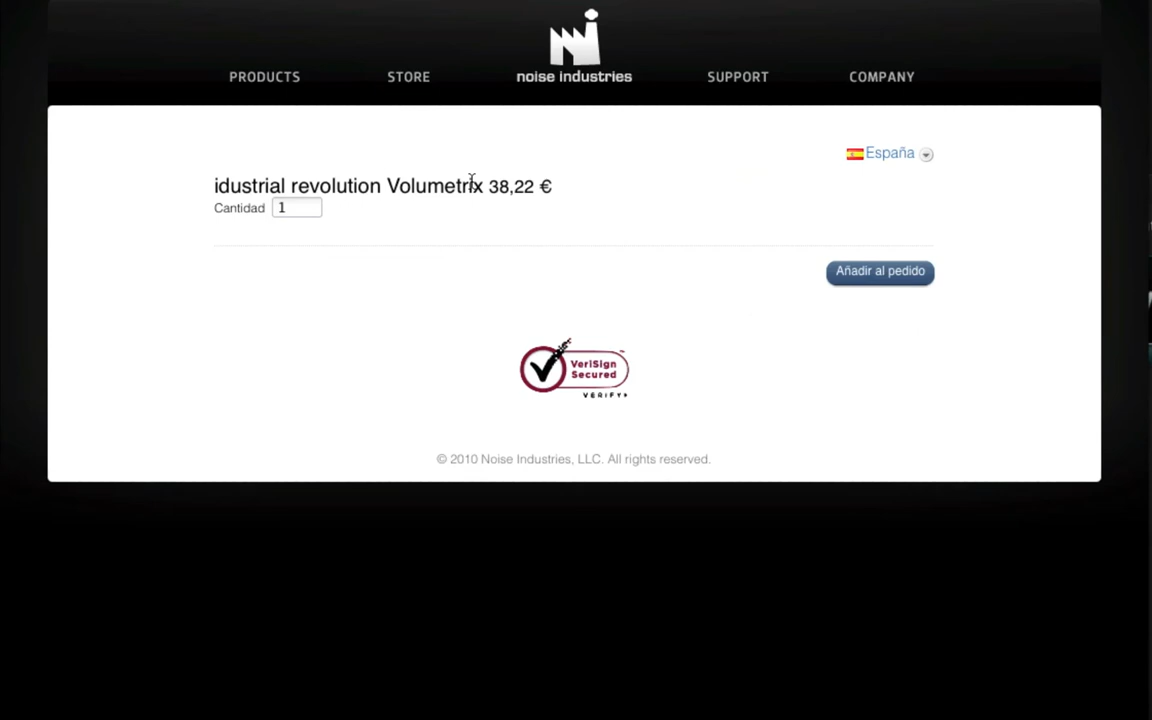 PRODUCTS STORE noise industries SUPPORT COMPANY
España
idustrial revolution Volumetrix 38,22 €
Cantidad 1
Añadir al pedido
VeriSign
Secured
VERIFY
© 2010 Noise Industries, LLC. All rights reserved.